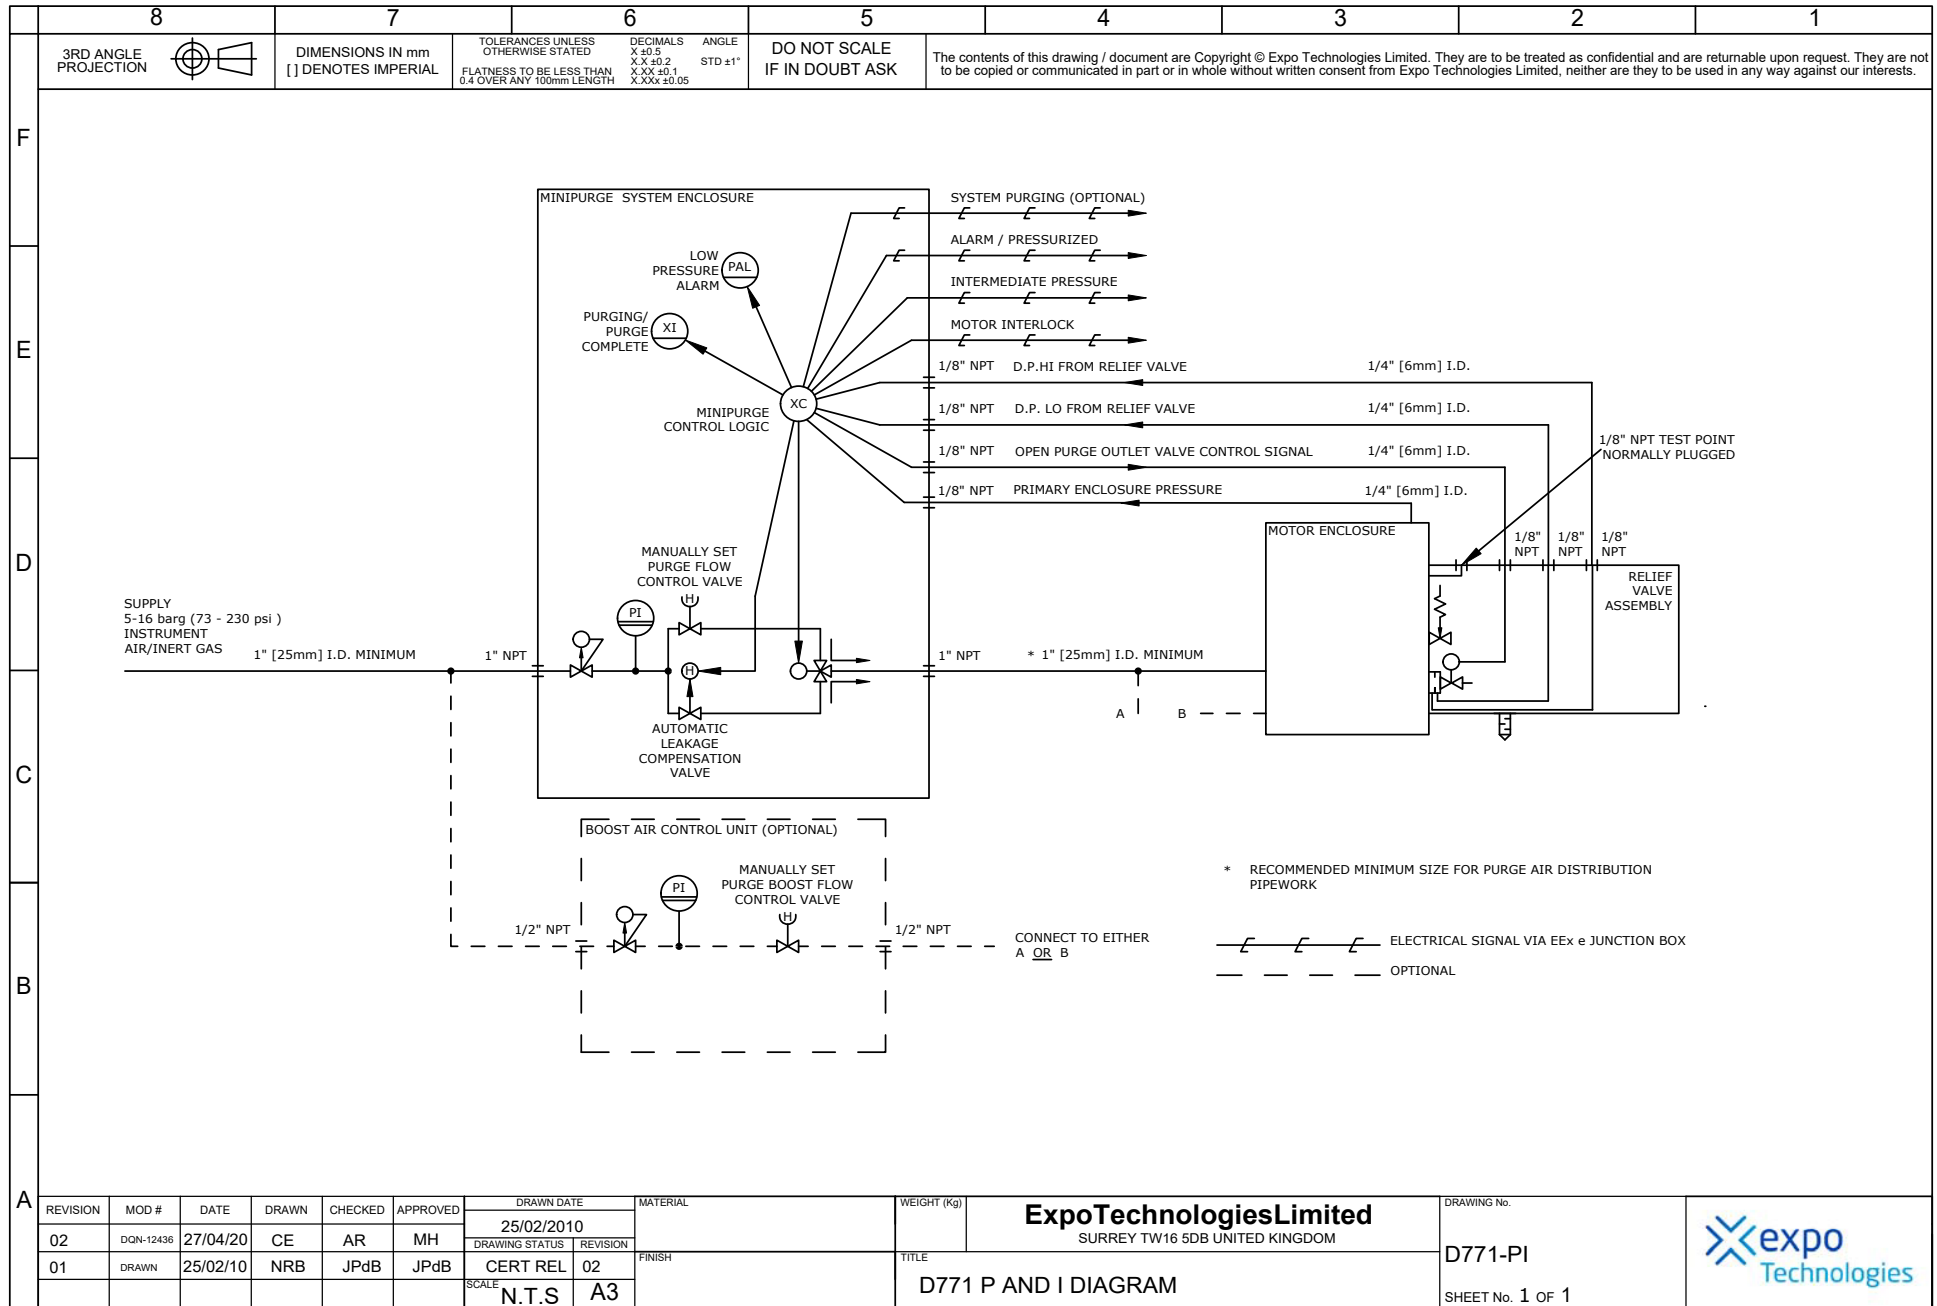 8 7 6 5 4 3 2 1
3RD ANGLE
PROJECTION
DIMENSIONS IN mm
[ ] DENOTES IMPERIAL
TOLERANCES UNLESS
OTHERWISE STATED
FLATNESS TO BE LESS THAN
0.4 OVER ANY 100mm LENGTH
DECIMALS
X ±0.5
X.X ±0.2
X.XX ±0.1
X.XXx ±0.05
ANGLE
STD ±1°
DO NOT SCALE
IF IN DOUBT ASK
The contents of this drawing / document are Copyright © Expo Technologies Limited. They are to be treated as confidential and are returnable upon request. They are not
to be copied or communicated in part or in whole without written consent from Expo Technologies Limited, neither are they to be used in any way against our interests.
F
E
D
C
B
A
MINIPURGE SYSTEM ENCLOSURE
LOW
PRESSURE
ALARM
PAL
PURGING/
PURGE
COMPLETE
XI
MINIPURGE
CONTROL LOGIC
XC
SYSTEM PURGING (OPTIONAL)
ALARM / PRESSURIZED
INTERMEDIATE PRESSURE
MOTOR INTERLOCK
1/8" NPT D.P.HI FROM RELIEF VALVE 1/4" [6mm] I.D.
1/8" NPT D.P. LO FROM RELIEF VALVE 1/4" [6mm] I.D.
1/8" NPT OPEN PURGE OUTLET VALVE CONTROL SIGNAL 1/4" [6mm] I.D.
1/8" NPT PRIMARY ENCLOSURE PRESSURE 1/4" [6mm] I.D.
1/8" NPT TEST POINT
NORMALLY PLUGGED
MOTOR ENCLOSURE
1/8"
NPT
1/8"
NPT
1/8"
NPT
RELIEF
VALVE
ASSEMBLY
MANUALLY SET
PURGE FLOW
CONTROL VALVE
H
PI
H
SUPPLY
5-16 barg (73 - 230 psi )
INSTRUMENT
AIR/INERT GAS
1" [25mm] I.D. MINIMUM
1" NPT
1" NPT
* 1" [25mm] I.D. MINIMUM
A
B
AUTOMATIC
LEAKAGE
COMPENSATION
VALVE
BOOST AIR CONTROL UNIT (OPTIONAL)
MANUALLY SET
PURGE BOOST FLOW
CONTROL VALVE
PI
H
1/2" NPT
1/2" NPT
CONNECT TO EITHER
A OR B
* RECOMMENDED MINIMUM SIZE FOR PURGE AIR DISTRIBUTION
PIPEWORK
ELECTRICAL SIGNAL VIA EEx e JUNCTION BOX
OPTIONAL
REVISION MOD # DATE DRAWN CHECKED APPROVED
02 DQN-12436 27/04/20 CE AR MH
01 DRAWN 25/02/10 NRB JPdB JPdB
DRAWN DATE
25/02/2010
DRAWING STATUS REVISION
CERT REL 02
SCALE
N.T.S A3
MATERIAL
FINISH
WEIGHT (Kg)
ExpoTechnologiesLimited
SURREY TW16 5DB UNITED KINGDOM
TITLE
D771 P AND I DIAGRAM
DRAWING No.
D771-PI
SHEET No. 1 OF 1
expo
Technologies